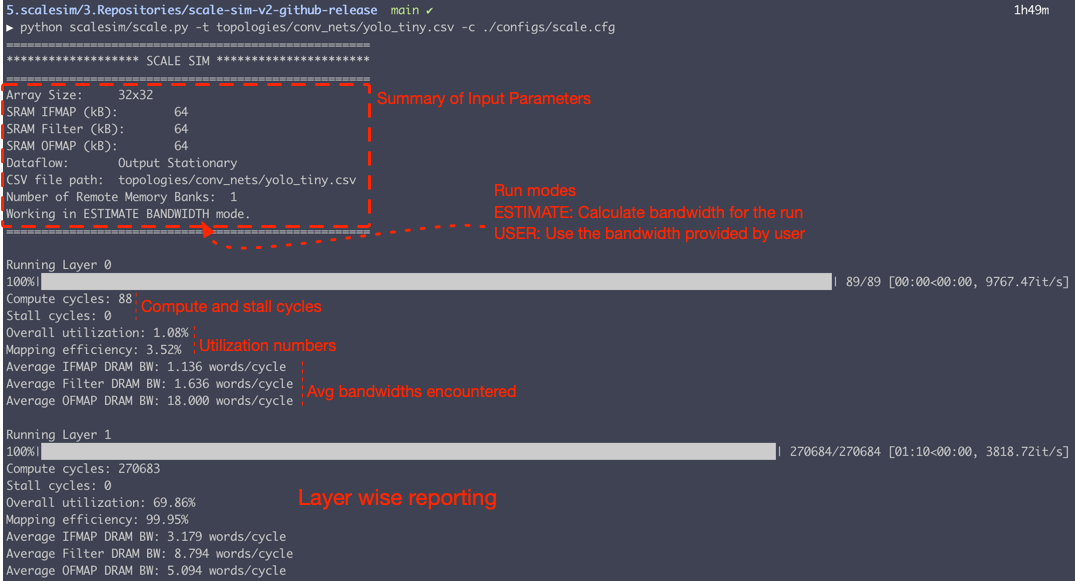 5.scalesim/3.Repositories/scale-sim-v2-github-release main ✔ 1h49m
▶ python scalesim/scale.py -t topologies/conv_nets/yolo_tiny.csv -c ./configs/scale.cfg
====================================================
******************* SCALE SIM **********************
====================================================
Array Size: 32x32
Summary of Input Parameters
SRAM IFMAP (kB): 64
SRAM Filter (kB): 64
SRAM OFMAP (kB): 64
Dataflow: Output Stationary
CSV file path: topologies/conv_nets/yolo_tiny.csv
Number of Remote Memory Banks: 1
Working in ESTIMATE BANDWIDTH mode.
====================================================
Run modes
ESTIMATE: Calculate bandwidth for the run
USER: Use the bandwidth provided by user
Running Layer 0
100%| | 89/89 [00:00<00:00, 9767.47it/s]
Compute cycles: 88
Stall cycles: 0
Compute and stall cycles
Overall utilization: 1.08%
Mapping efficiency: 3.52%
Utilization numbers
Average IFMAP DRAM BW: 1.136 words/cycle
Average Filter DRAM BW: 1.636 words/cycle
Average OFMAP DRAM BW: 18.000 words/cycle
Avg bandwidths encountered
Running Layer 1
100%| | 270684/270684 [01:10<00:00, 3818.72it/s]
Compute cycles: 270683
Stall cycles: 0
Overall utilization: 69.86%
Mapping efficiency: 99.95%
Average IFMAP DRAM BW: 3.179 words/cycle
Average Filter DRAM BW: 8.794 words/cycle
Average OFMAP DRAM BW: 5.094 words/cycle
Layer wise reporting